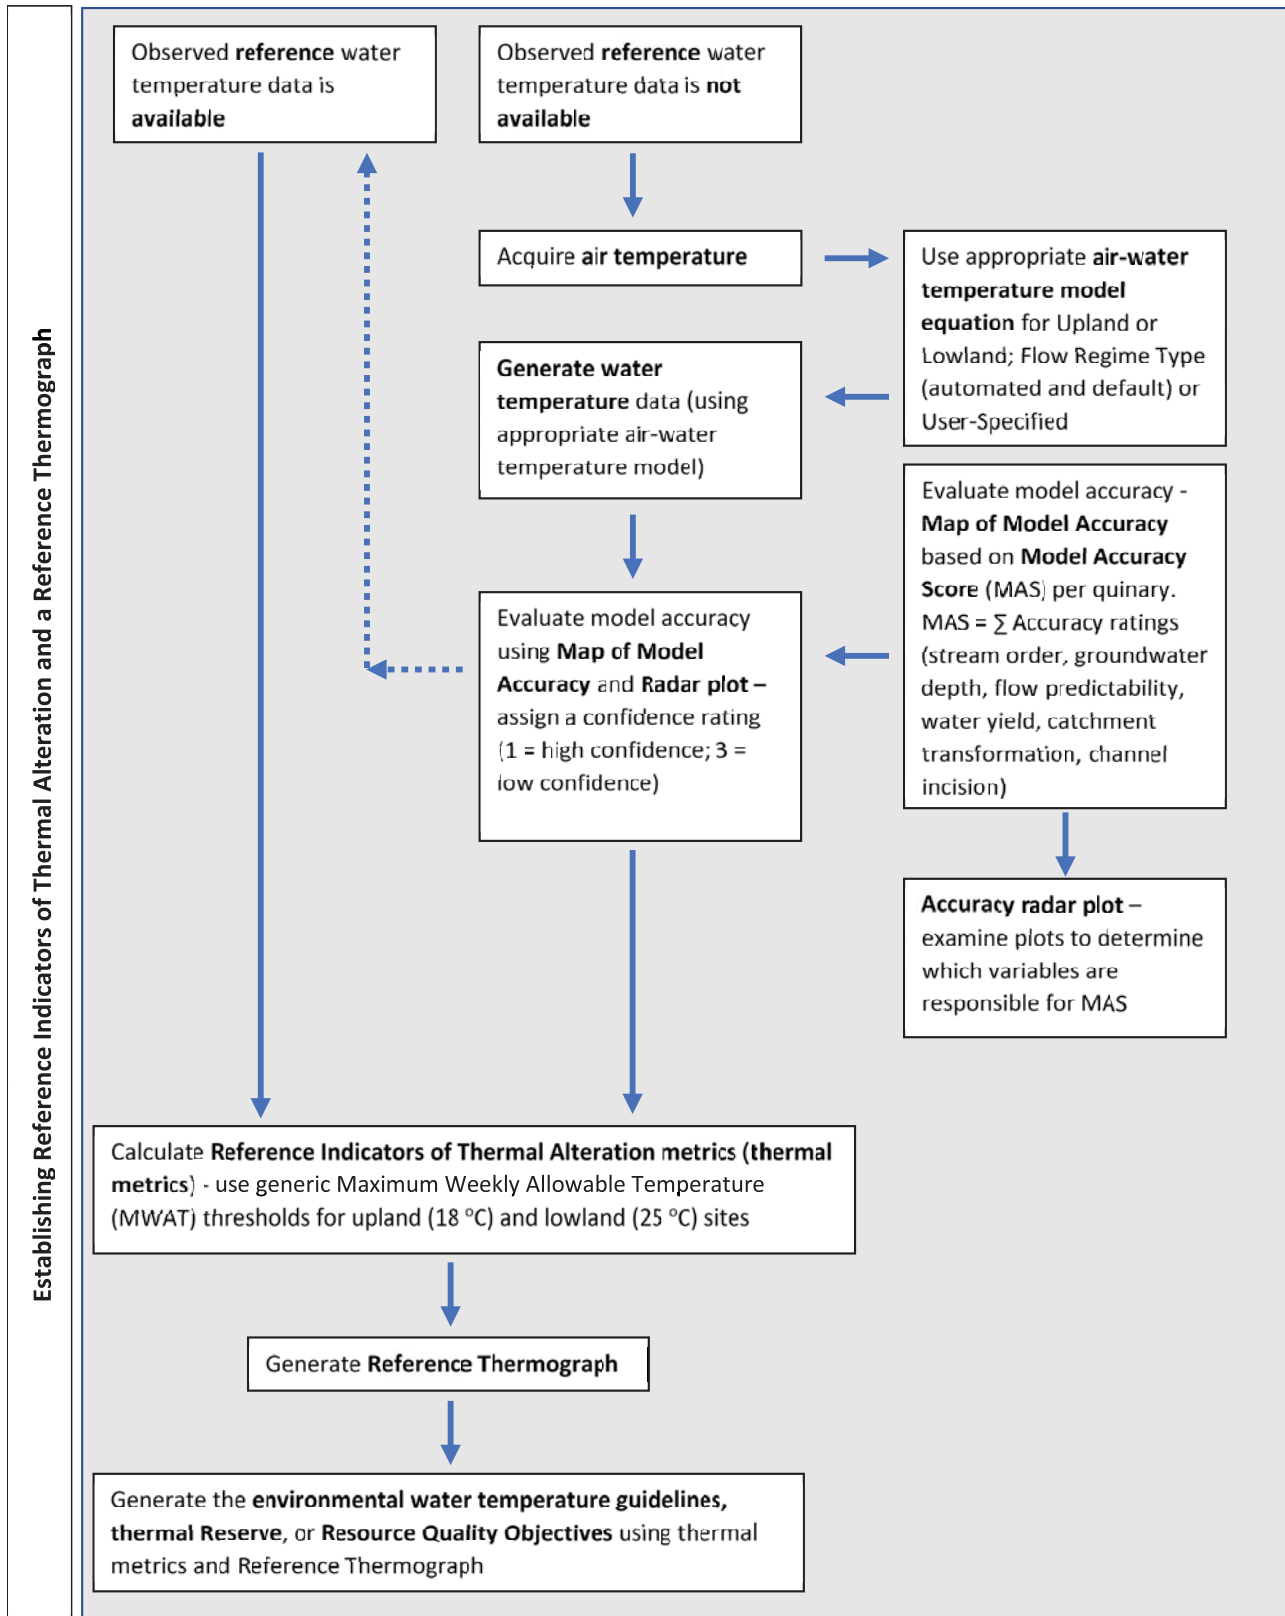 Establishing Reference Indicators of Thermal Alteration and a Reference Thermograph
Observed reference water
temperature data is
available
Observed reference water
temperature data is not
available
Acquire air temperature
Use appropriate air-water
temperature model
equation for Upland or
Lowland; Flow Regime Type
(automated and default) or
User-Specified
Generate water
temperature data (using
appropriate air-water
temperature model)
Evaluate model accuracy -
Map of Model Accuracy
based on Model Accuracy
Score (MAS) per quinary.
MAS = ∑ Accuracy ratings
(stream order, groundwater
depth, flow predictability,
water yield, catchment
transformation, channel
incision)
Evaluate model accuracy
using Map of Model
Accuracy and Radar plot –
assign a confidence rating
(1 = high confidence; 3 =
low confidence)
Accuracy radar plot –
examine plots to determine
which variables are
responsible for MAS
Calculate Reference Indicators of Thermal Alteration metrics (thermal
metrics) - use generic Maximum Weekly Allowable Temperature
(MWAT) thresholds for upland (18 °C) and lowland (25 °C) sites
Generate Reference Thermograph
Generate the environmental water temperature guidelines,
thermal Reserve, or Resource Quality Objectives using thermal
metrics and Reference Thermograph